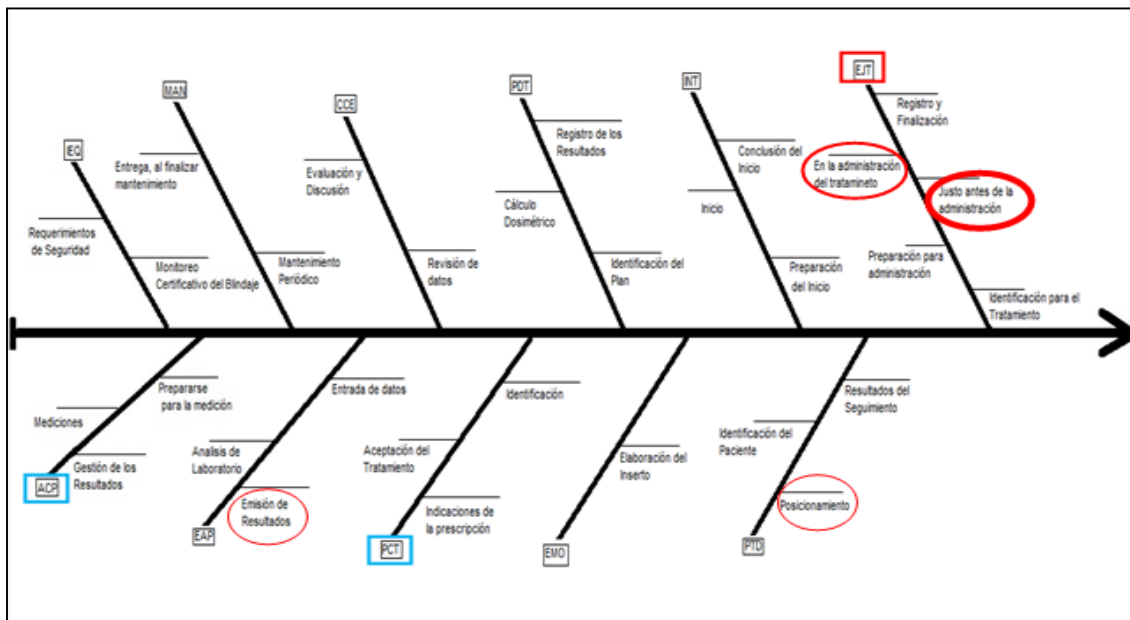 IEQ
Requerimientos
de Seguridad
Monitoreo
Certificativo del Blindaje
MAN
Entrega, al finalizar
mantenimiento
Mantenimiento
Periódico
CCE
Evaluación y
Discusión
Revisión de
datos
PDT
Registro de los
Resultados
Cálculo
Dosimétrico
Identificación del
Plan
INT
Conclusión del
Inicio
Inicio
Preparación
del Inicio
EJT
Registro y
Finalización
En la administración
del tratamineto
Justo antes de la
administración
Preparación para
administración
Identificación para el
Tratamiento
Prepararse
para la medición
Mediciones
Gestión de los
Resultados
ACP
Entrada de datos
Analisis de
Laboratorio
Emisión de
Resultados
EAP
Identificación
Aceptación del
Tratamiento
Indicaciones de
la prescripción
PCT
Elaboración del
Inserto
EMO
Resultados del
Seguimiento
Identificación del
Paciente
Posicionamiento
PTD